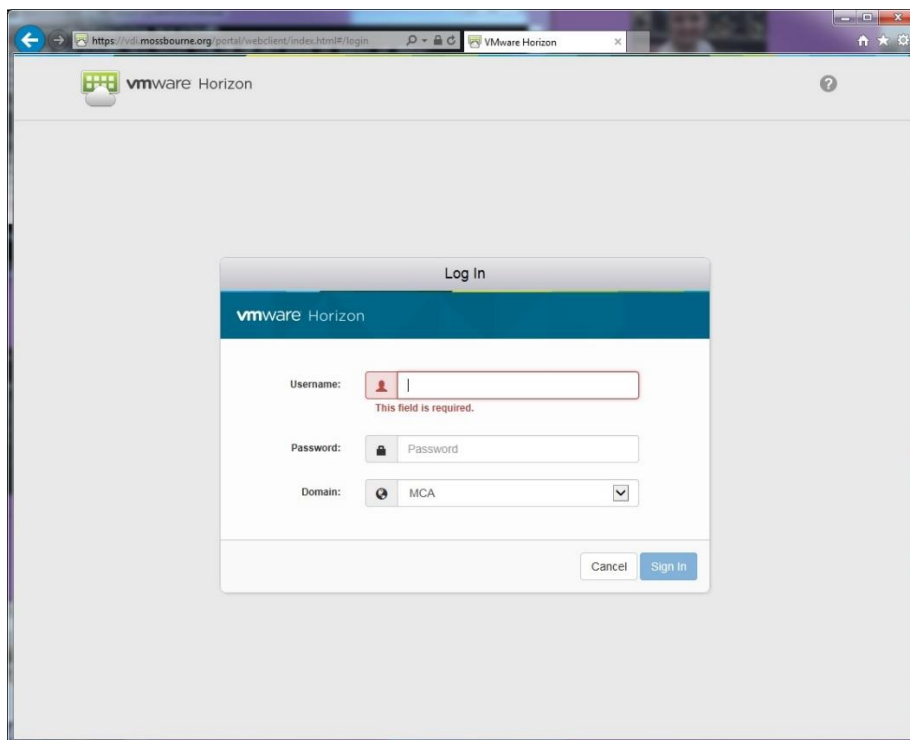 https://vdi.mossbourne.org/portal/webclient/index.html#/login
VMware Horizon
vmware Horizon
Log In
vmware Horizon
Username:
This field is required.
Password:
Password
Domain:
MCA
Cancel
Sign In